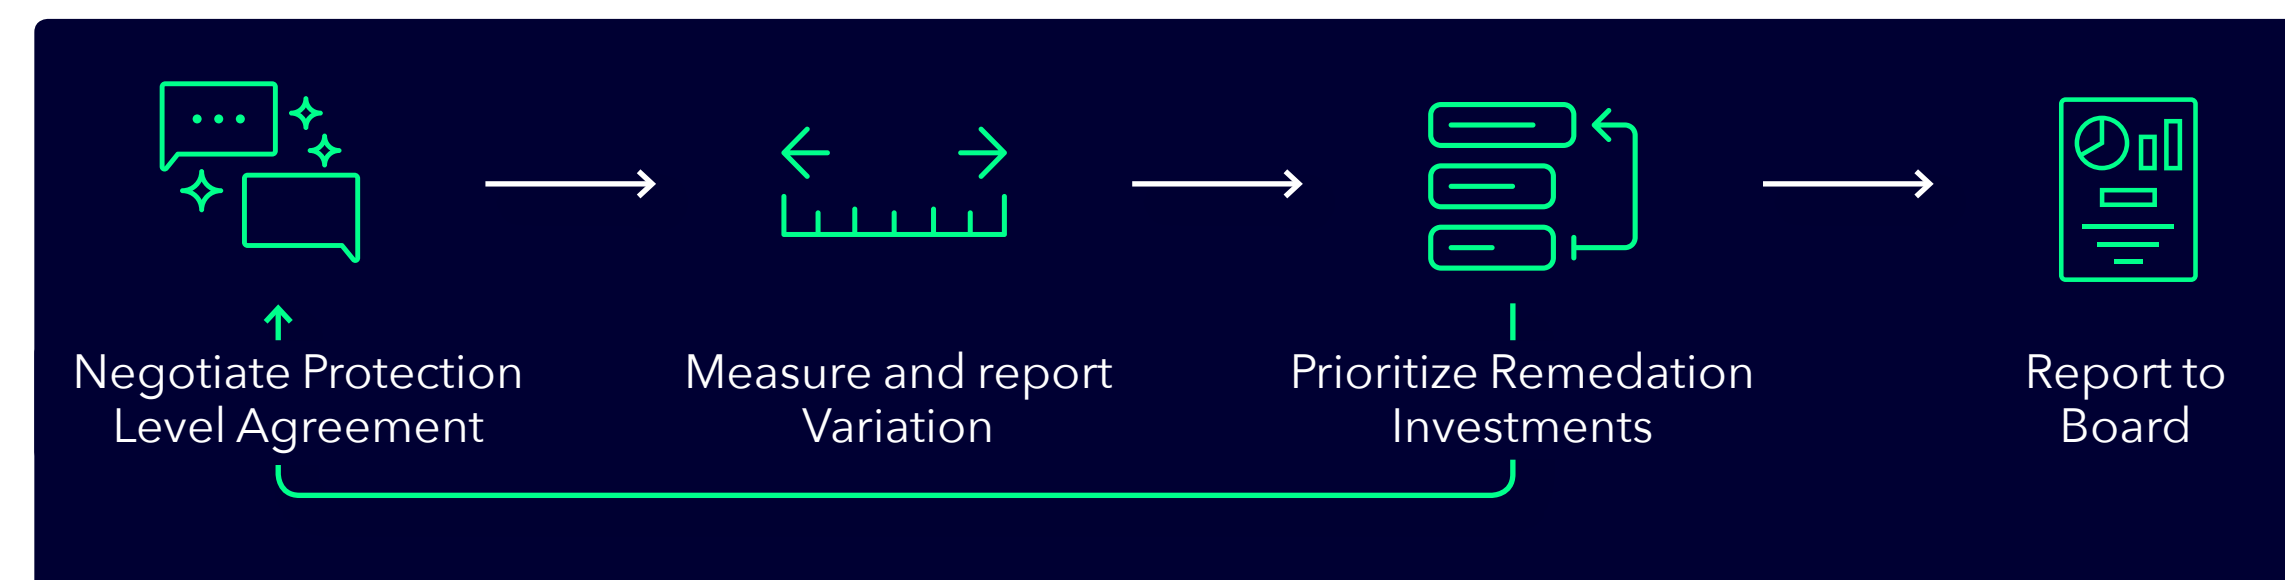 Negotiate Protection
Level Agreement
Measure and report
Variation
Prioritize Remedation
Investments
Report to
Board